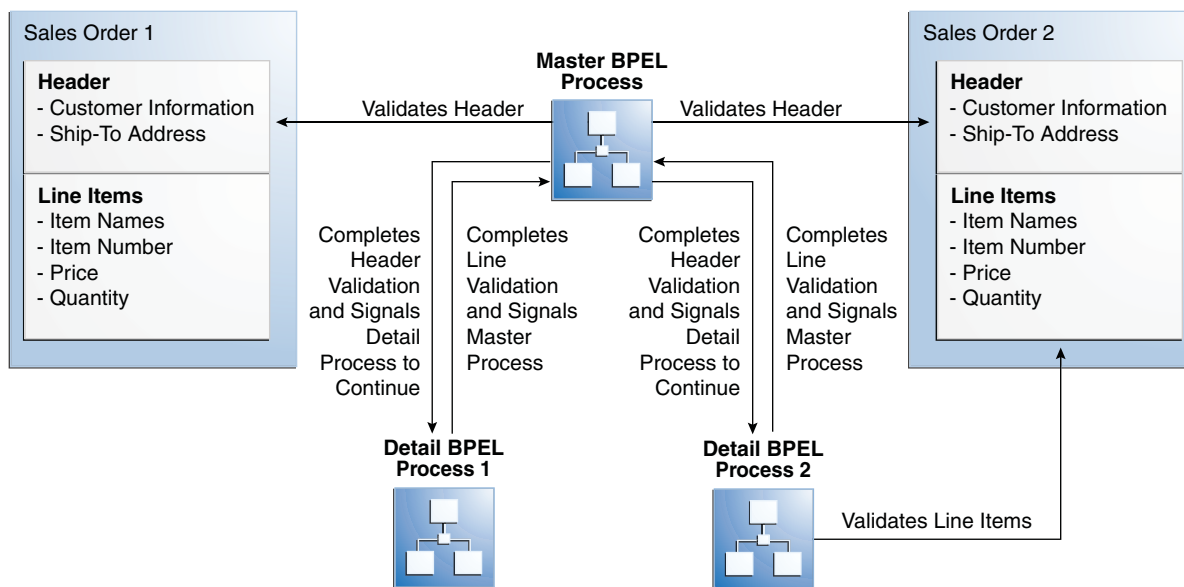 Sales Order 1
Header
- Customer Information
- Ship-To Address
Line Items
- Item Names
- Item Number
- Price
- Quantity
Master BPEL
Process
Validates Header
Validates Header
Sales Order 2
Header
- Customer Information
- Ship-To Address
Line Items
- Item Names
- Item Number
- Price
- Quantity
Completes
Header
Validation
and Signals
Detail
Process to
Continue
Completes
Line
Validation
and Signals
Master
Process
Completes
Header
Validation
and Signals
Detail
Process to
Continue
Completes
Line
Validation
and Signals
Master
Process
Detail BPEL
Process 1
Detail BPEL
Process 2
Validates Line Items